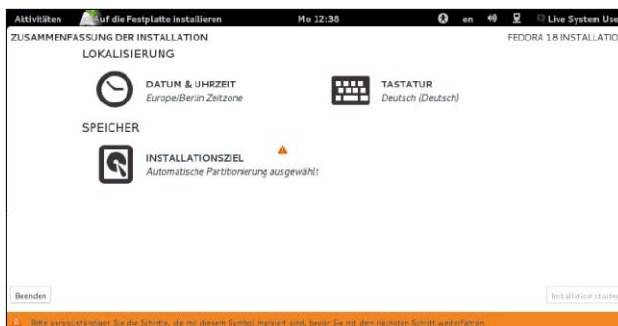 Aktivitäten Auf die Festplatte installieren Mo 12:38 en Live System Use
ZUSAMMENFASSUNG DER INSTALLATION FEDORA 18 INSTALLATIO
LOKALISIERUNG
DATUM & UHRZEIT
Europe/Berlin Zeitzone
TASTATUR
Deutsch (Deutsch)
SPEICHER
INSTALLATIONSZIEL
Automatische Partitionierung ausgewählt
Beenden Installation starte
Bitte vervollständigen Sie die Schritte, die mit diesem Symbol markiert sind, bevor Sie mit dem nächsten Schritt weiterfahren.